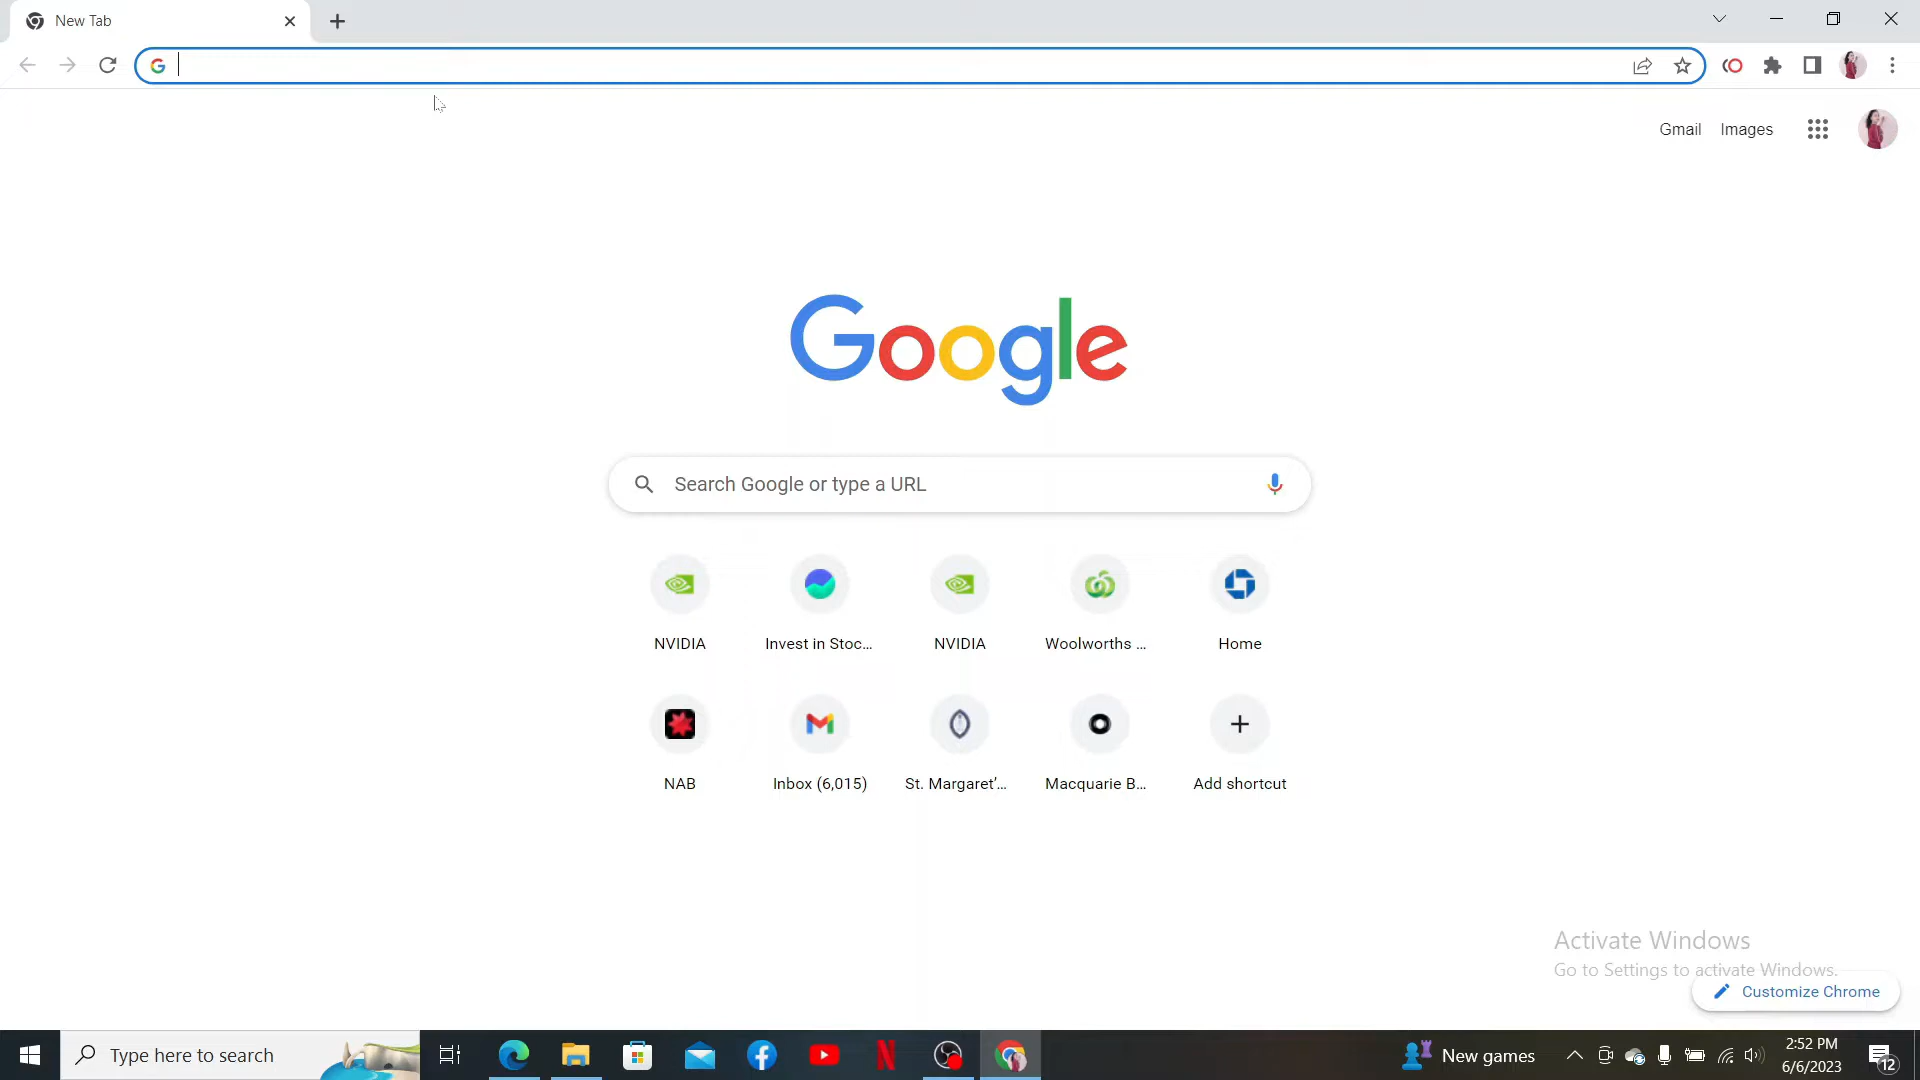 New Tab
Gmail Images
Google
Search Google or type a URL
NVIDIA
Invest in Stoc...
NVIDIA
Woolworths ...
Home
NAB
Inbox (6,015)
St. Margaret'...
Macquarie B...
Add shortcut
Activate Windows
Go to Settings to activate Windows.
Customize Chrome
Type here to search
New games
2:52 PM
6/6/2023
12